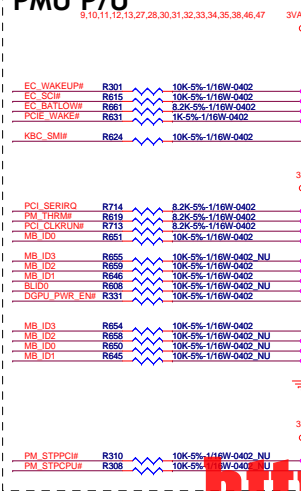 PMU P/U
9,10,11,12,13,27,28,30,31,32,33,34,35,38,46,47 3VA
EC_WAKEUP# R301 10K-5%-1/16W-0402
EC_SCI# R615 10K-5%-1/16W-0402
EC_BATLOW# R661 8.2K-5%-1/16W-0402
PCIE_WAKE# R631 1K-5%-1/16W-0402
KBC_SMI# R624 10K-5%-1/16W-0402
3
PCI_SERIRQ R714 8.2K-5%-1/16W-0402
PM_THRM# R619 8.2K-5%-1/16W-0402
PCI_CLKRUN# R713 8.2K-5%-1/16W-0402
MB_ID0 R651 10K-5%-1/16W-0402
MB_ID3 R655 10K-5%-1/16W-0402_NU
MB_ID2 R659 10K-5%-1/16W-0402
MB_ID1 R646 10K-5%-1/16W-0402
BLID0 R608 10K-5%-1/16W-0402_NU
DGPU_PWR_EN# R331 10K-5%-1/16W-0402
MB_ID3 R654 10K-5%-1/16W-0402
MB_ID2 R658 10K-5%-1/16W-0402_NU
MB_ID0 R650 10K-5%-1/16W-0402_NU
MB_ID1 R645 10K-5%-1/16W-0402_NU
3
PM_STPPCI# R310 10K-5%-1/16W-0402_NU
PM_STPCPU# R308 10K-5%-1/16W-0402_NU